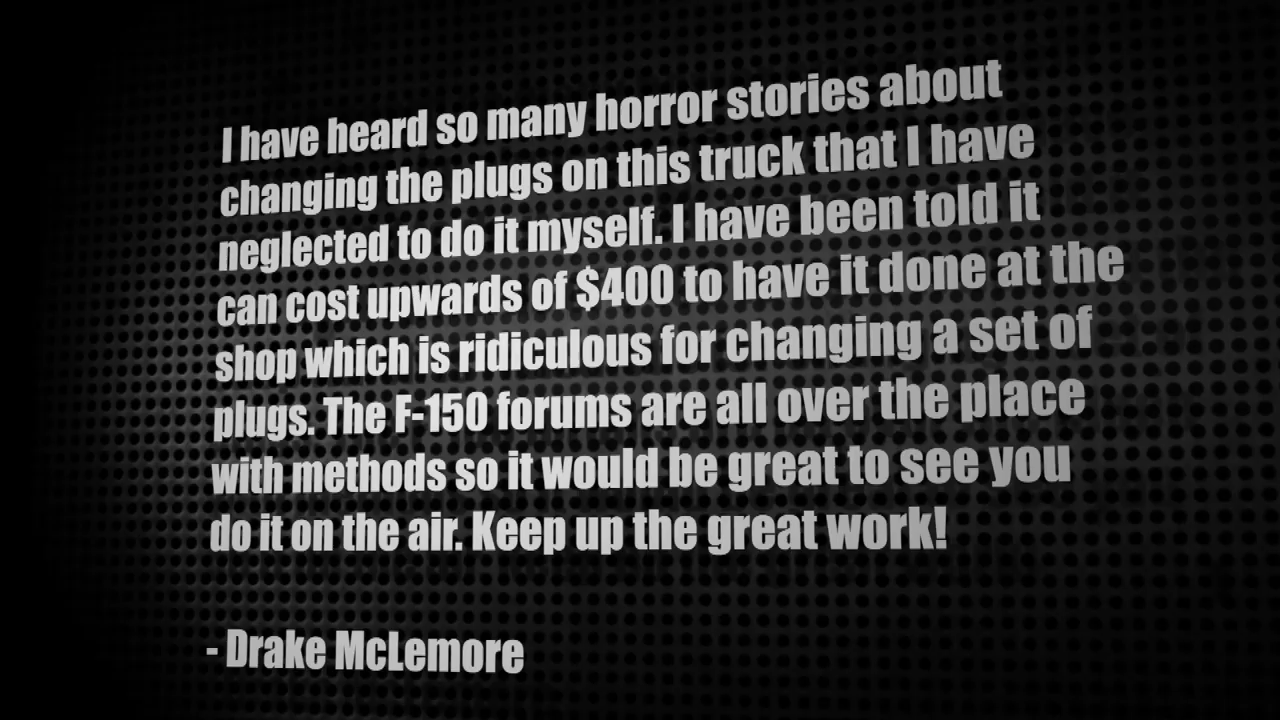 I have heard so many horror stories about
changing the plugs on this truck that I have
neglected to do it myself. I have been told it
can cost upwards of $400 to have it done at the
shop which is ridiculous for changing a set of
plugs. The F-150 forums are all over the place
with methods so it would be great to see you
do it on the air. Keep up the great work!
- Drake McLemore